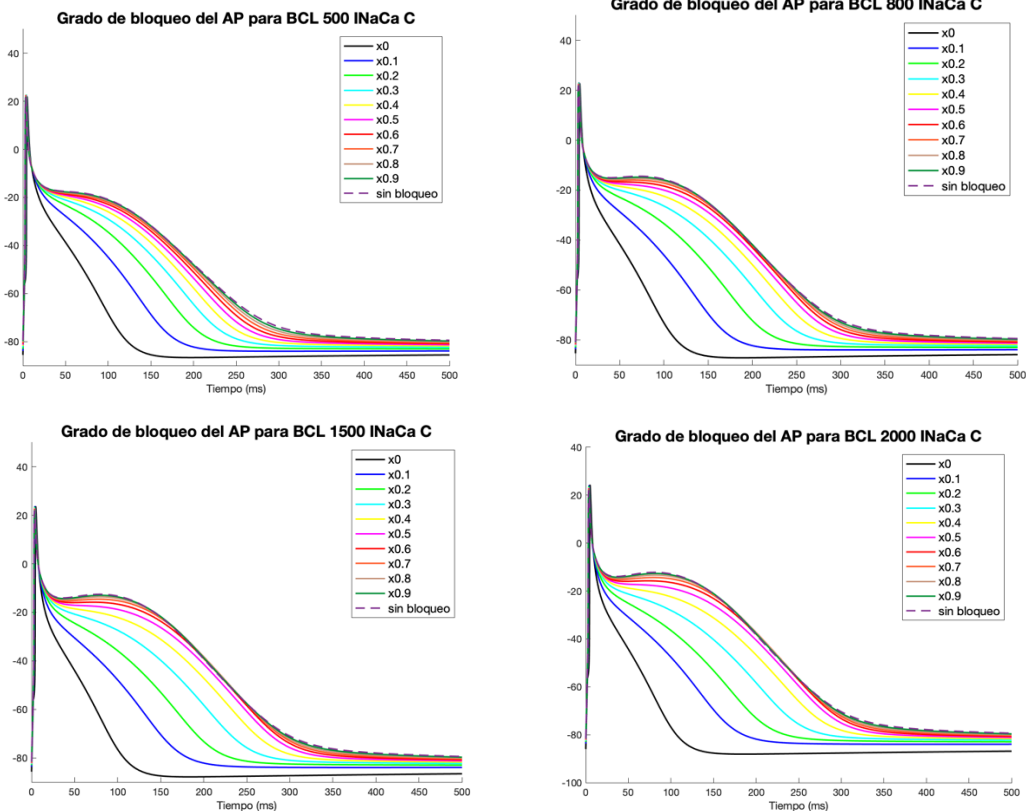 Grado de bloqueo del AP para BCL 500 INaCa C
40
20
0
-20
-40
-60
-80
0 50 100 150 200 250 300 350 400 450 500
Tiempo (ms)
x0
x0.1
x0.2
x0.3
x0.4
x0.5
x0.6
x0.7
x0.8
x0.9
sin bloqueo
Grado de bloqueo del AP para BCL 800 INaCa C
40
20
0
-20
-40
-60
-80
0 50 100 150 200 250 300 350 400 450 500
Tiempo (ms)
x0
x0.1
x0.2
x0.3
x0.4
x0.5
x0.6
x0.7
x0.8
x0.9
sin bloqueo
Grado de bloqueo del AP para BCL 1500 INaCa C
40
20
0
-20
-40
-60
-80
0 50 100 150 200 250 300 350 400 450 500
Tiempo (ms)
x0
x0.1
x0.2
x0.3
x0.4
x0.5
x0.6
x0.7
x0.8
x0.9
sin bloqueo
Grado de bloqueo del AP para BCL 2000 INaCa C
40
20
0
-20
-40
-60
-80
-100
0 50 100 150 200 250 300 350 400 450 500
Tiempo (ms)
x0
x0.1
x0.2
x0.3
x0.4
x0.5
x0.6
x0.7
x0.8
x0.9
sin bloqueo